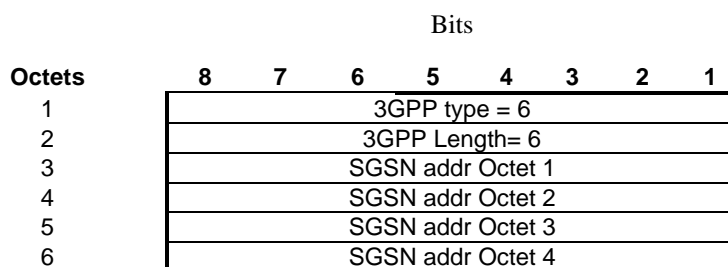 Bits
Octets 8 7 6 5 4 3 2 1
1 3GPP type = 6
2 3GPP Length= 6
3 SGSN addr Octet 1
4 SGSN addr Octet 2
5 SGSN addr Octet 3
6 SGSN addr Octet 4